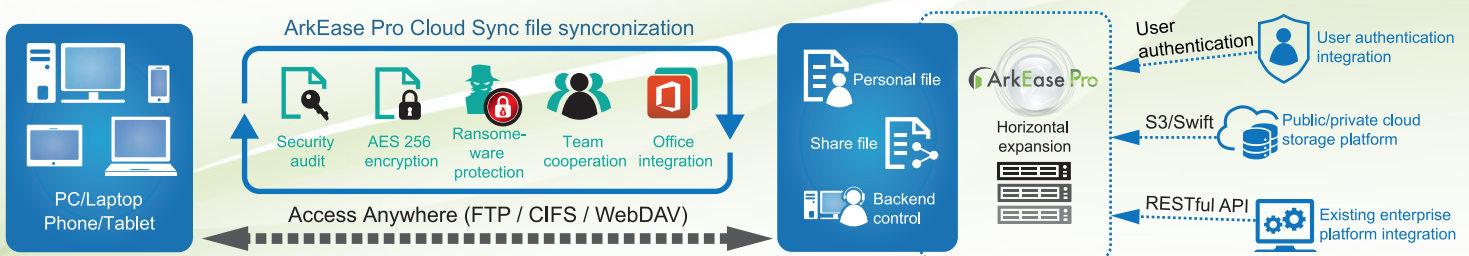 ArkEase Pro Cloud Sync file syncronization
PC/Laptop
Phone/Tablet
Security
audit
AES 256
encryption
Ransome-
ware
protection
Team
cooperation
Office
integration
Access Anywhere (FTP / CIFS / WebDAV)
Personal file
Share file
Backend
control
ArkEase Pro
Horizontal
expansion
User
authentication
S3/Swift
RESTful API
User authentication
integration
Public/private cloud
storage platform
Existing enterprise
platform integration